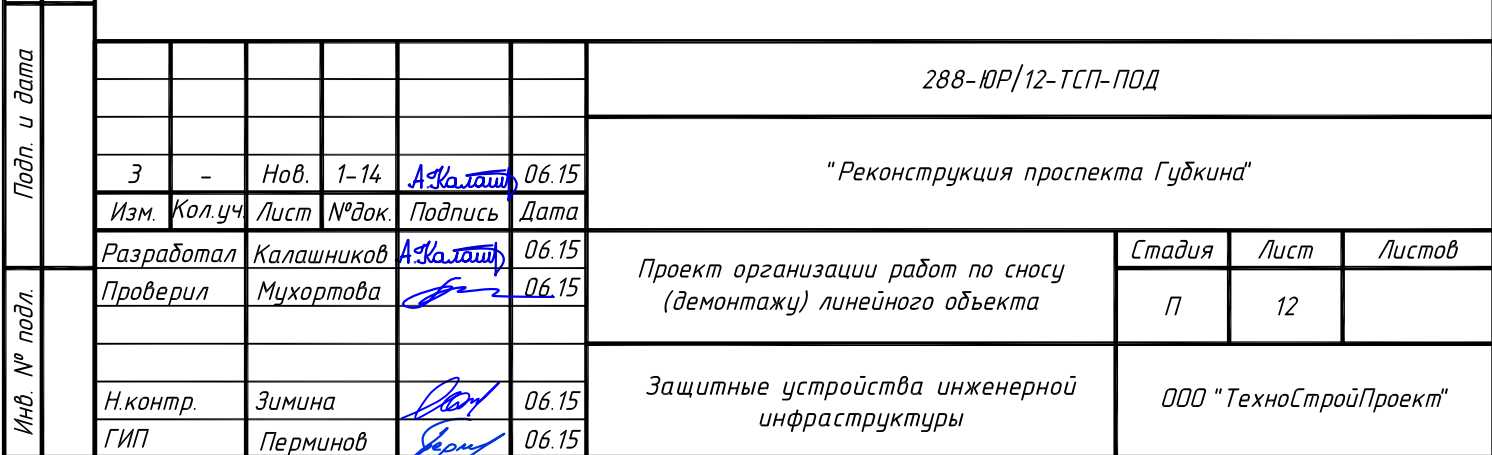 Подп. и дата
Инв. № подл.
288-ЮР/12-ТСП-ПОД
"Реконструкция проспекта Губкина"
3 - Нов. 1-14 А.Калашн 06.15
Изм. Кол.уч. Лист №док. Подпись Дата
Разработал Калашников А.Калашн 06.15
Проверил Мухортова 06.15
Н.контр. Зимина 06.15
ГИП Перминов 06.15
Проект организации работ по сносу
(демонтажу) линейного объекта
Стадия Лист Листов
П 12
Защитные устройства инженерной
инфраструктуры
ООО "ТехноСтройПроект"